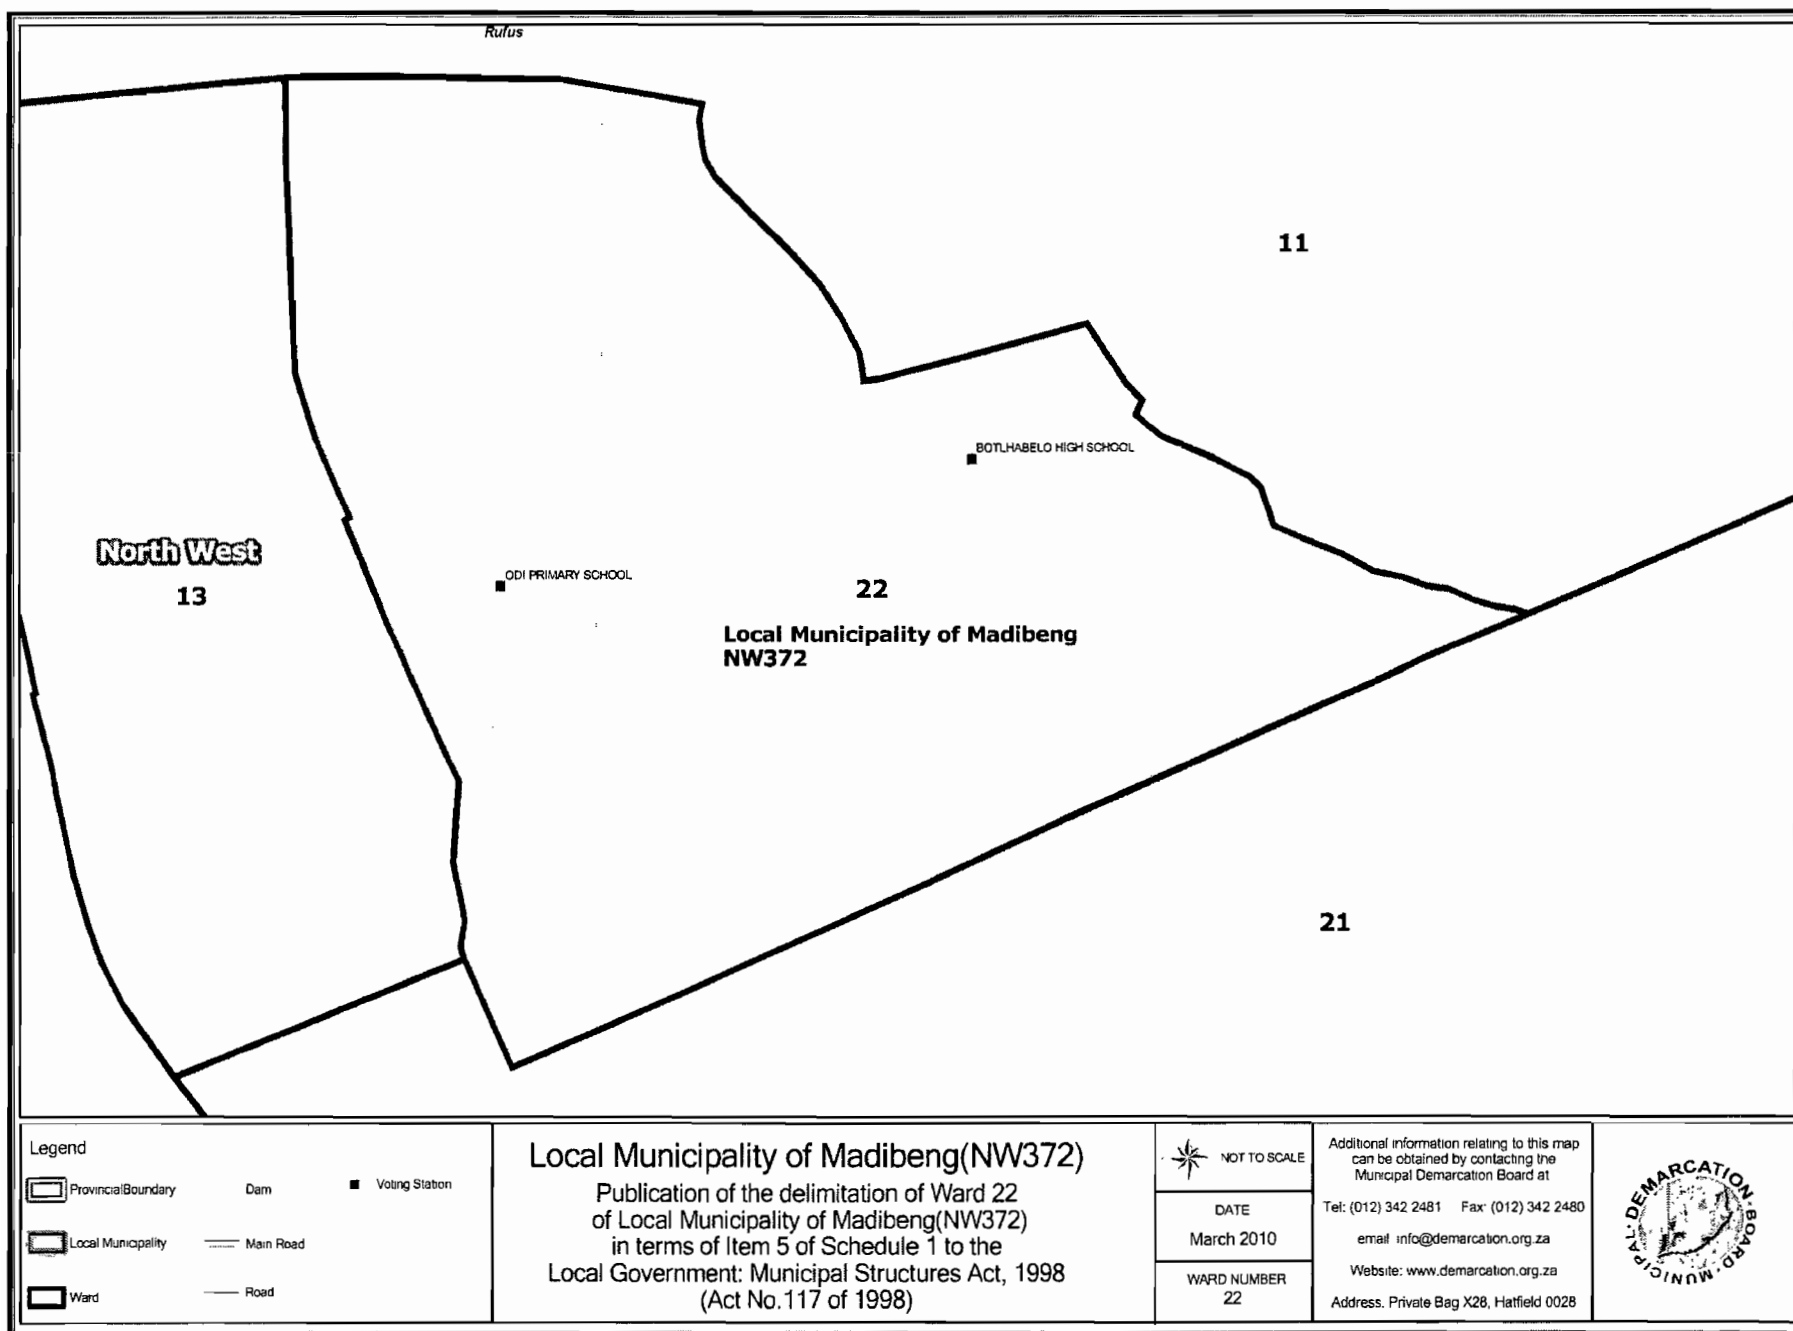 Rufus
11
BOTLHABELO HIGH SCHOOL
North West
13
ODI PRIMARY SCHOOL
22
Local Municipality of Madibeng
NW372
21
Legend
ProvincialBoundary
Dam
Voting Station
Local Municipality
Main Road
Ward
Road
Local Municipality of Madibeng(NW372)
Publication of the delimitation of Ward 22
of Local Municipality of Madibeng(NW372)
in terms of Item 5 of Schedule 1 to the
Local Government: Municipal Structures Act, 1998
(Act No.117 of 1998)
NOT TO SCALE
DATE
March 2010
WARD NUMBER
22
Additional information relating to this map
can be obtained by contacting the
Municipal Demarcation Board at
Tel: (012) 342 2481 Fax: (012) 342 2480
email info@demarcation.org.za
Website: www.demarcation.org.za
Address. Private Bag X28, Hatfield 0028
MUNICIPAL · DEMARCATION · BOARD